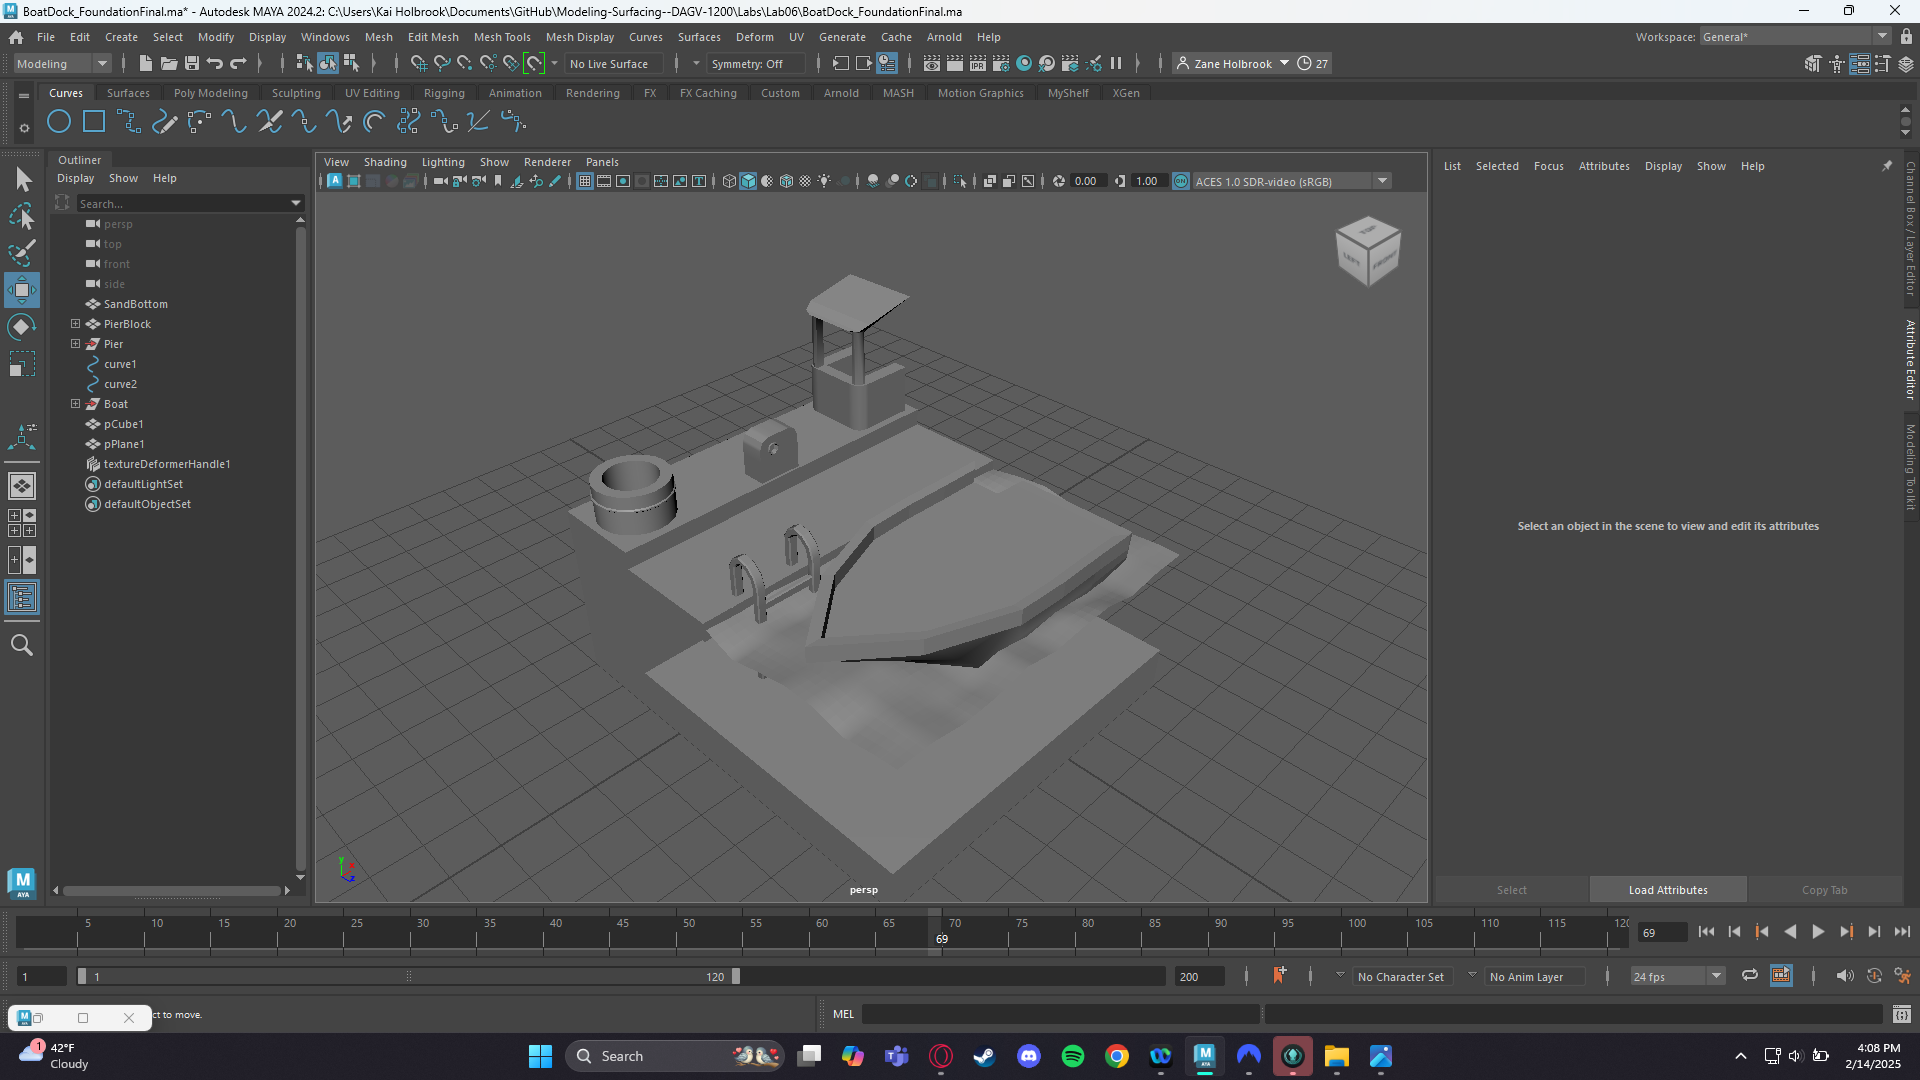 BoatDock_FoundationFinal.ma* - Autodesk MAYA 2024.2: C:\Users\Kai Holbrook\Documents\GitHub\Modeling-Surfacing--DAGV-1200\Labs\Lab06\BoatDock_FoundationFinal.ma
File Edit Create Select Modify Display Windows Mesh Edit Mesh Mesh Tools Mesh Display Curves Surfaces Deform UV Generate Cache Arnold Help
Workspace: General*
Modeling
No Live Surface
Symmetry: Off
IPR
Zane Holbrook
27
Curves Surfaces Poly Modeling Sculpting UV Editing Rigging Animation Rendering FX FX Caching Custom Arnold MASH Motion Graphics MyShelf XGen
Outliner
Display Show Help
Search...
persp
top
front
side
SandBottom
PierBlock
Pier
curve1
curve2
Boat
pCube1
pPlane1
textureDeformerHandle1
defaultLightSet
defaultObjectSet
View Shading Lighting Show Renderer Panels
0.00
1.00
ON
ACES 1.0 SDR-video (sRGB)
TOP
LEFT
FRONT
y
x
z
persp
List Selected Focus Attributes Display Show Help
Select an object in the scene to view and edit its attributes
Select
Load Attributes
Copy Tab
Channel Box / Layer Editor
Attribute Editor
Modeling Toolkit
M
AYA
5 10 15 20 25 30 35 40 45 50 55 60 65 70 75 80 85 90 95 100 105 110 115 120
69
69
1
1
120
200
No Character Set
No Anim Layer
24 fps
ct to move.
MEL
1
42°F
Cloudy
Search
4:08 PM
2/14/2025